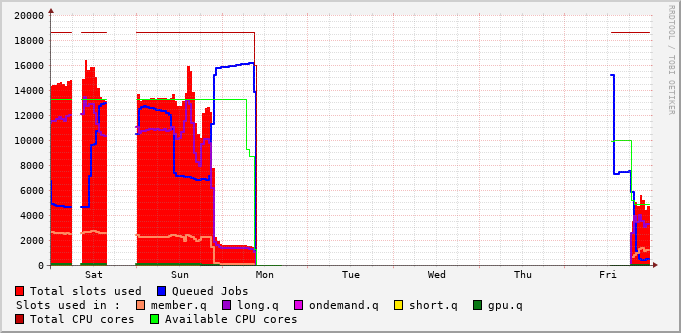 20000
18000
16000
14000
12000
10000
8000
6000
4000
2000
0
Sat Sun Mon Tue Wed Thu Fri
Total slots used Queued Jobs
Slots used in : member.q long.q ondemand.q short.q gpu.q
Total CPU cores Available CPU cores
RRDTOOL / TOBI OETIKER